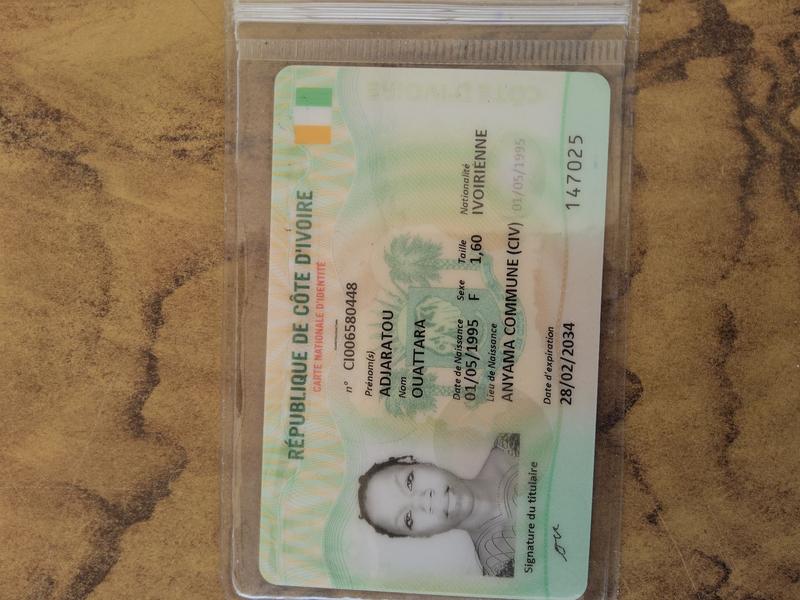 CÔTE D'IVOIRE
RÉPUBLIQUE DE CÔTE D'IVOIRE
CARTE NATIONALE D'IDENTITÉ
n° CI006580448
Prénom(s)
ADJARATOU
Nom
OUATTARA
Date de Naissance Sexe Taille Nationalité
01/05/1995 F 1,60 IVOIRIENNE
Lieu de Naissance
ANYAMA COMMUNE (CIV)
01/05/1995
Date d'expiration
28/02/2034
147025
Signature du titulaire